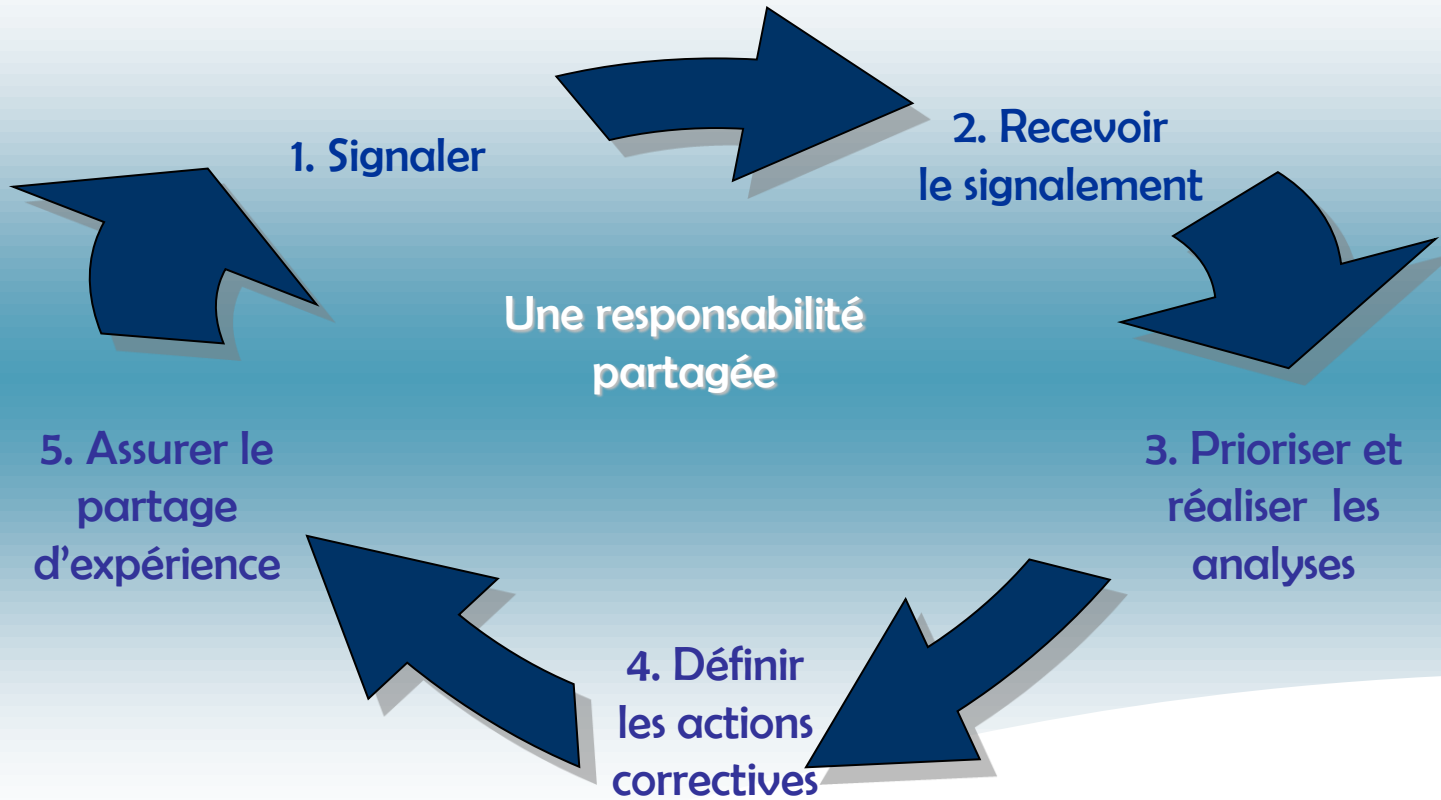 1. Signaler
2. Recevoir
le signalement
Une responsabilité
partagée
3. Prioriser et
réaliser les
analyses
4. Définir
les actions
correctives
5. Assurer le
partage
d’expérience